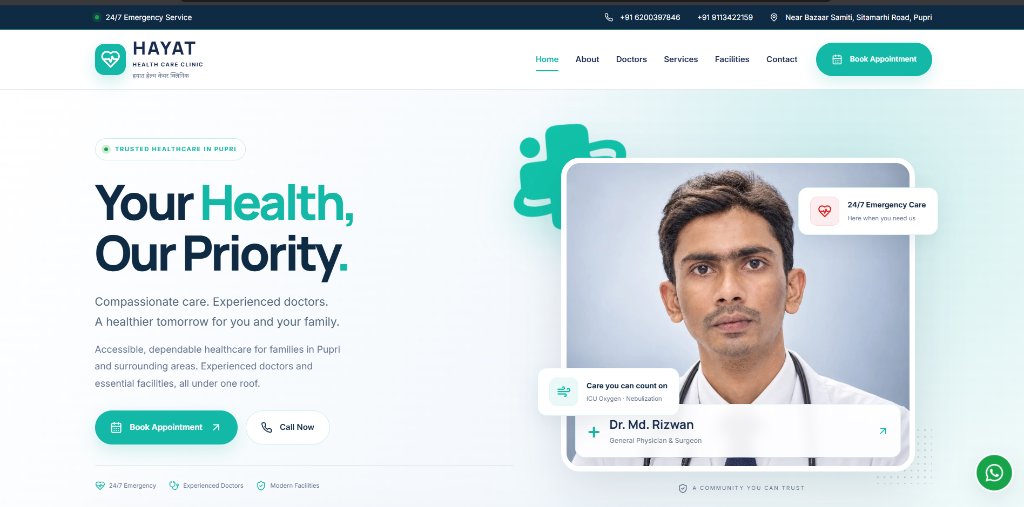 24/7 Emergency Service
+91 6200397846
+91 9113422159
Near Bazaar Samiti, Sitamarhi Road, Pupri
HAYAT
HEALTH CARE CLINIC
हयात हेल्थ केयर क्लिनिक
Home
About
Doctors
Services
Facilities
Contact
Book Appointment
TRUSTED HEALTHCARE IN PUPRI
Your Health,
Our Priority.
Compassionate care. Experienced doctors.
A healthier tomorrow for you and your family.
Accessible, dependable healthcare for families in Pupri
and surrounding areas. Experienced doctors and
essential facilities, all under one roof.
Book Appointment
Call Now
24/7 Emergency
Experienced Doctors
Modern Facilities
24/7 Emergency Care
Here when you need us
Care you can count on
ICU Oxygen · Nebulization
Dr. Md. Rizwan
General Physician & Surgeon
A COMMUNITY YOU CAN TRUST